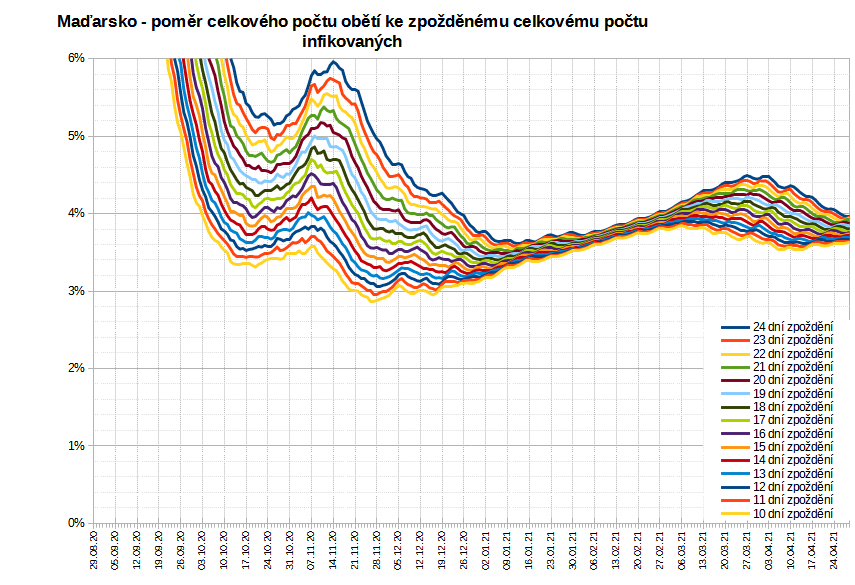 Maďarsko - poměr celkového počtu obětí ke zpožděnému celkovému počtu
infikovaných
6%
5%
4%
3%
2%
1%
0%
24 dní zpoždění
23 dní zpoždění
22 dní zpoždění
21 dní zpoždění
20 dní zpoždění
19 dní zpoždění
18 dní zpoždění
17 dní zpoždění
16 dní zpoždění
15 dní zpoždění
14 dní zpoždění
13 dní zpoždění
12 dní zpoždění
11 dní zpoždění
10 dní zpoždění
29.08.20
05.09.20
12.09.20
19.09.20
26.09.20
03.10.20
10.10.20
17.10.20
24.10.20
31.10.20
07.11.20
14.11.20
21.11.20
28.11.20
05.12.20
12.12.20
19.12.20
26.12.20
02.01.21
09.01.21
16.01.21
23.01.21
30.01.21
06.02.21
13.02.21
20.02.21
27.02.21
06.03.21
13.03.21
20.03.21
27.03.21
03.04.21
10.04.21
17.04.21
24.04.21